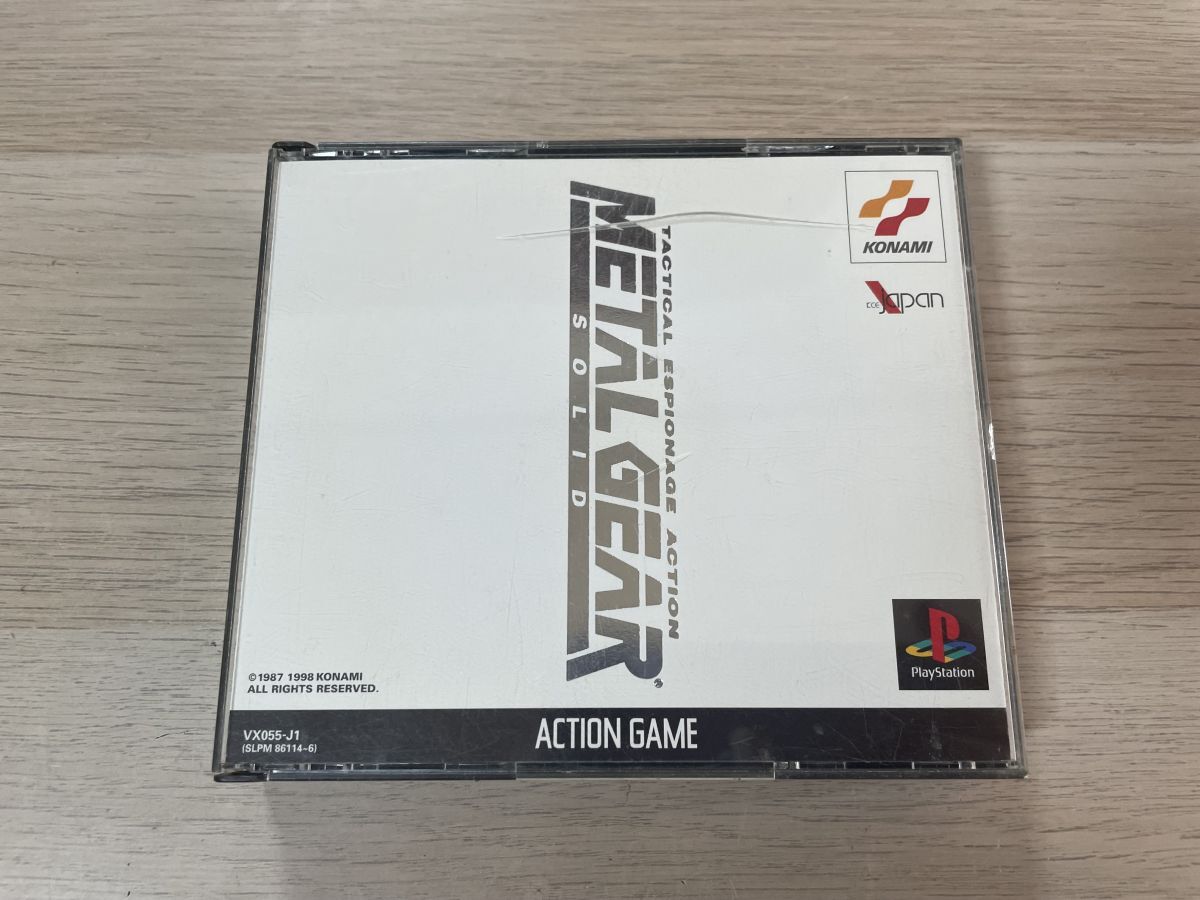 KONAMI
CCE Japan
TACTICAL ESPIONAGE ACTION
METAL GEAR
SOLID
PlayStation
©1987 1998 KONAMI
ALL RIGHTS RESERVED.
VX055-J1
(SLPM 86114~6)
ACTION GAME